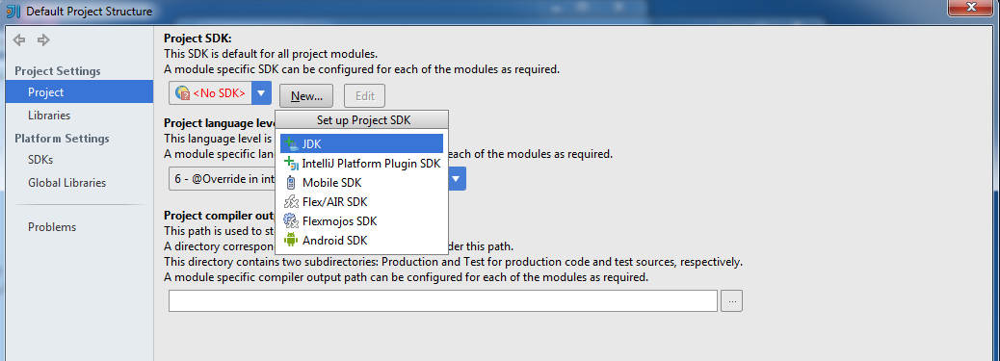 Default Project Structure
Project Settings
Project
Libraries
Platform Settings
SDKs
Global Libraries
Problems
Project SDK:
This SDK is default for all project modules.
A module specific SDK can be configured for each of the modules as required.
<No SDK>
New...
Edit
Set up Project SDK
JDK
IntelliJ Platform Plugin SDK
Mobile SDK
Flex/AIR SDK
Flexmojos SDK
Android SDK
Project language leve
This language level is
A module specific lan each of the modules as required.
6 - @Override in int
Project compiler outp
This path is used to st
A directory correspon der this path.
This directory contains two subdirectories: Production and Test for production code and test sources, respectively.
A module specific compiler output path can be configured for each of the modules as required.
...